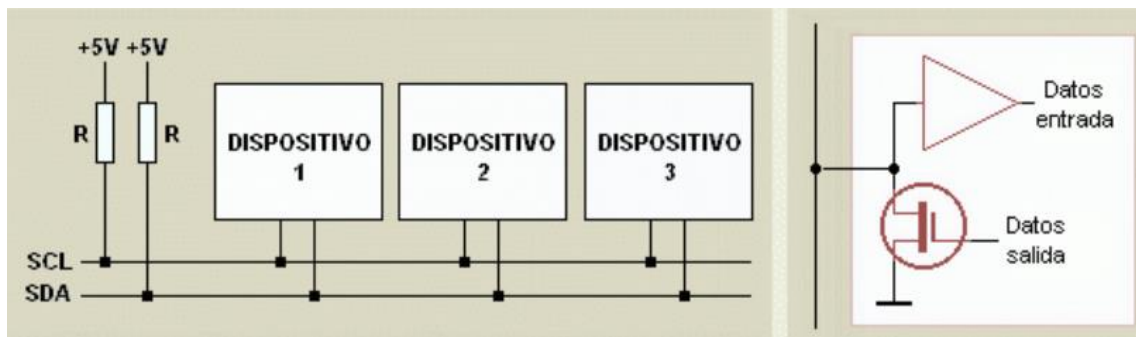 +5V +5V
R
R
DISPOSITIVO
1
DISPOSITIVO
2
DISPOSITIVO
3
SCL
SDA
Datos
entrada
Datos
salida